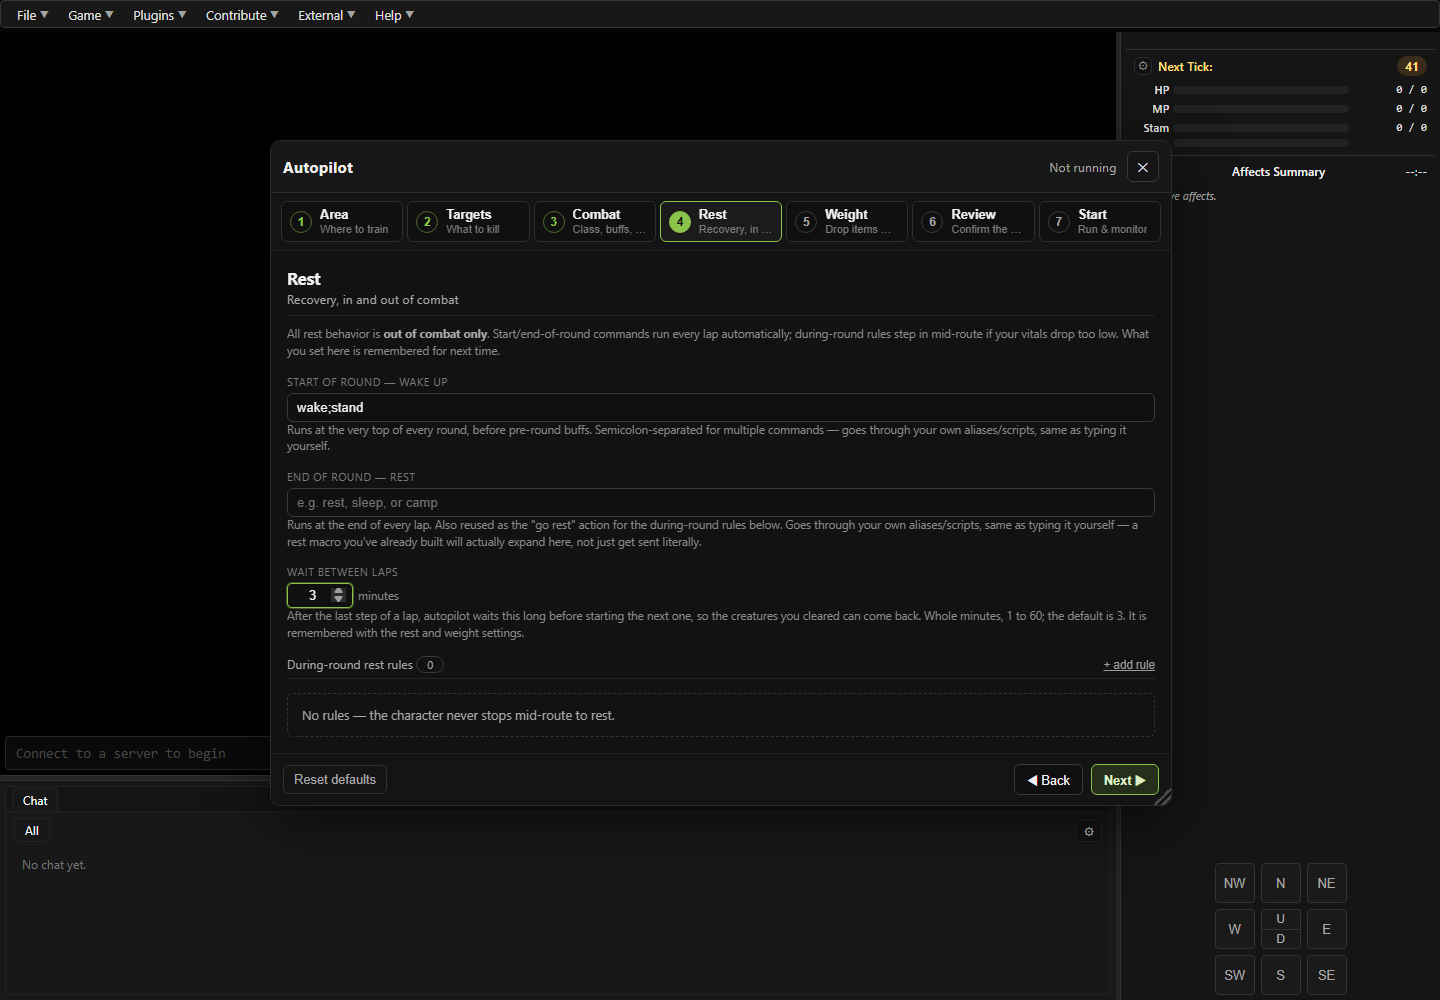 File ▼ Game ▼ Plugins ▼ Contribute ▼ External ▼ Help ▼
Next Tick: 41
HP 0 / 0
MP 0 / 0
Stam 0 / 0
Affects Summary --:--
ve affects.
Autopilot Not running ×
1 Area Where to train
2 Targets What to kill
3 Combat Class, buffs, ...
4 Rest Recovery, in ...
5 Weight Drop items ...
6 Review Confirm the ...
7 Start Run & monitor
Rest
Recovery, in and out of combat
All rest behavior is out of combat only. Start/end-of-round commands run every lap automatically; during-round rules step in mid-route if your vitals drop too low. What
you set here is remembered for next time.
START OF ROUND — WAKE UP
wake;stand
Runs at the very top of every round, before pre-round buffs. Semicolon-separated for multiple commands — goes through your own aliases/scripts, same as typing it
yourself.
END OF ROUND — REST
e.g. rest, sleep, or camp
Runs at the end of every lap. Also reused as the "go rest" action for the during-round rules below. Goes through your own aliases/scripts, same as typing it yourself — a
rest macro you've already built will actually expand here, not just get sent literally.
WAIT BETWEEN LAPS
3 minutes
After the last step of a lap, autopilot waits this long before starting the next one, so the creatures you cleared can come back. Whole minutes, 1 to 60; the default is 3. It is
remembered with the rest and weight settings.
During-round rest rules 0 + add rule
No rules — the character never stops mid-route to rest.
Reset defaults ◀ Back Next ▶
Connect to a server to begin
Chat
All
No chat yet.
NW N NE
W U D E
SW S SE